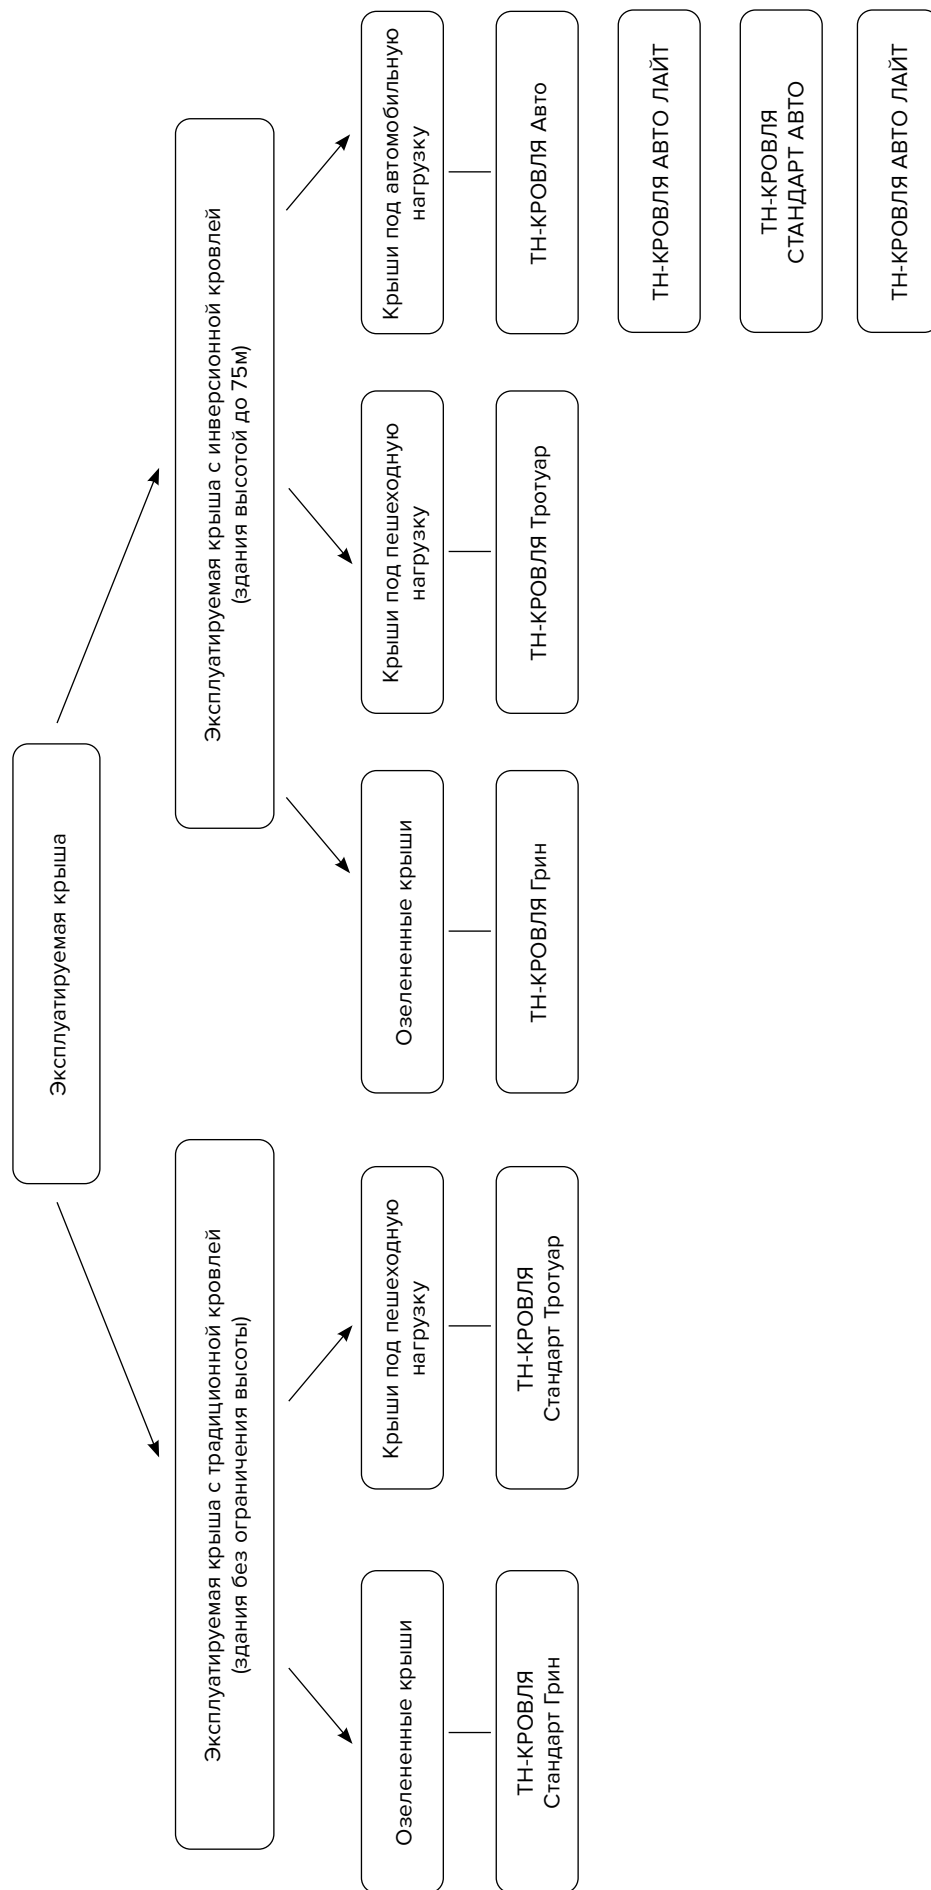 Эксплуатируемая крыша
Эксплуатируемая крыша с традиционной кровлей
(здания без ограничения высоты)
Эксплуатируемая крыша с инверсионной кровлей
(здания высотой до 75м)
Озелененные крыши
Крыши под пешеходную
нагрузку
Озелененные крыши
Крыши под пешеходную
нагрузку
Крыши под автомобильную
нагрузку
ТН-КРОВЛЯ
Стандарт Грин
ТН-КРОВЛЯ
Стандарт Тротуар
ТН-КРОВЛЯ Грин
ТН-КРОВЛЯ Тротуар
ТН-КРОВЛЯ Авто
ТН-КРОВЛЯ АВТО ЛАЙТ
ТН-КРОВЛЯ
СТАНДАРТ АВТО
ТН-КРОВЛЯ АВТО ЛАЙТ